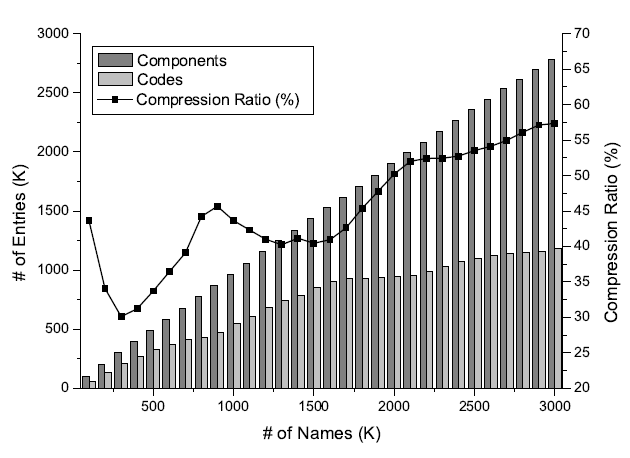 3000
2500
2000
1500
1000
500
0
# of Entries (K)
Components
Codes
Compression Ratio (%)
70
65
60
55
50
45
40
35
30
25
20
Compression Ratio (%)
500 1000 1500 2000 2500 3000
# of Names (K)